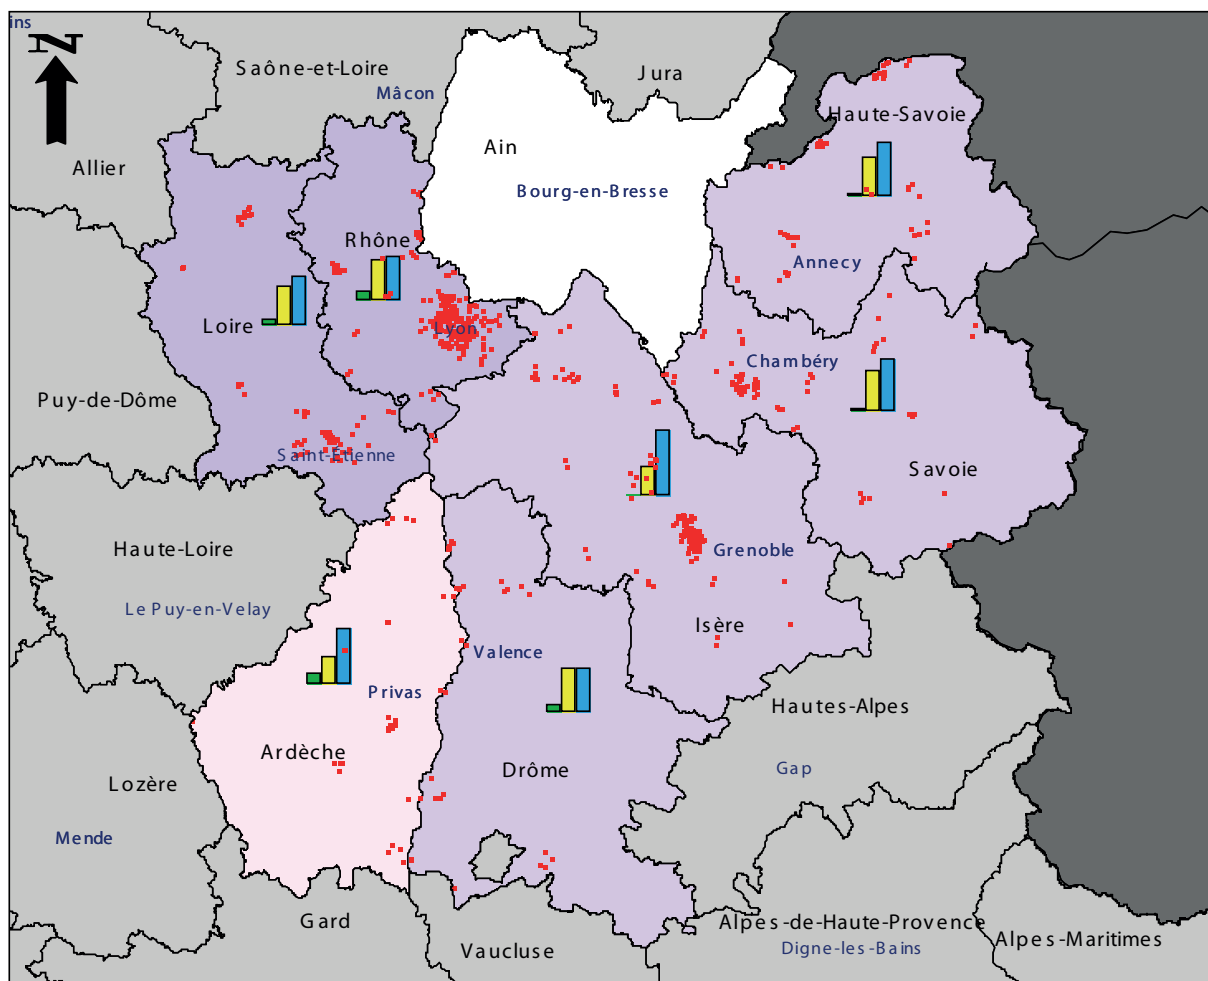 ins
N
Saône-et-Loire
Jura
Mâcon
Haute-Savoie
Ain
Allier
Bourg-en-Bresse
Rhône
Annecy
Loire
Lyon
Chambéry
Puy-de-Dôme
Saint-Etienne
Savoie
Haute-Loire
Grenoble
Le Puy-en-Velay
Isère
Valence
Privas
Hautes-Alpes
Ardèche
Drôme
Gap
Lozère
Mende
Gard
Alpes-de-Haute-Provence
Vaucluse
Digne-les-Bains
Alpes-Maritimes